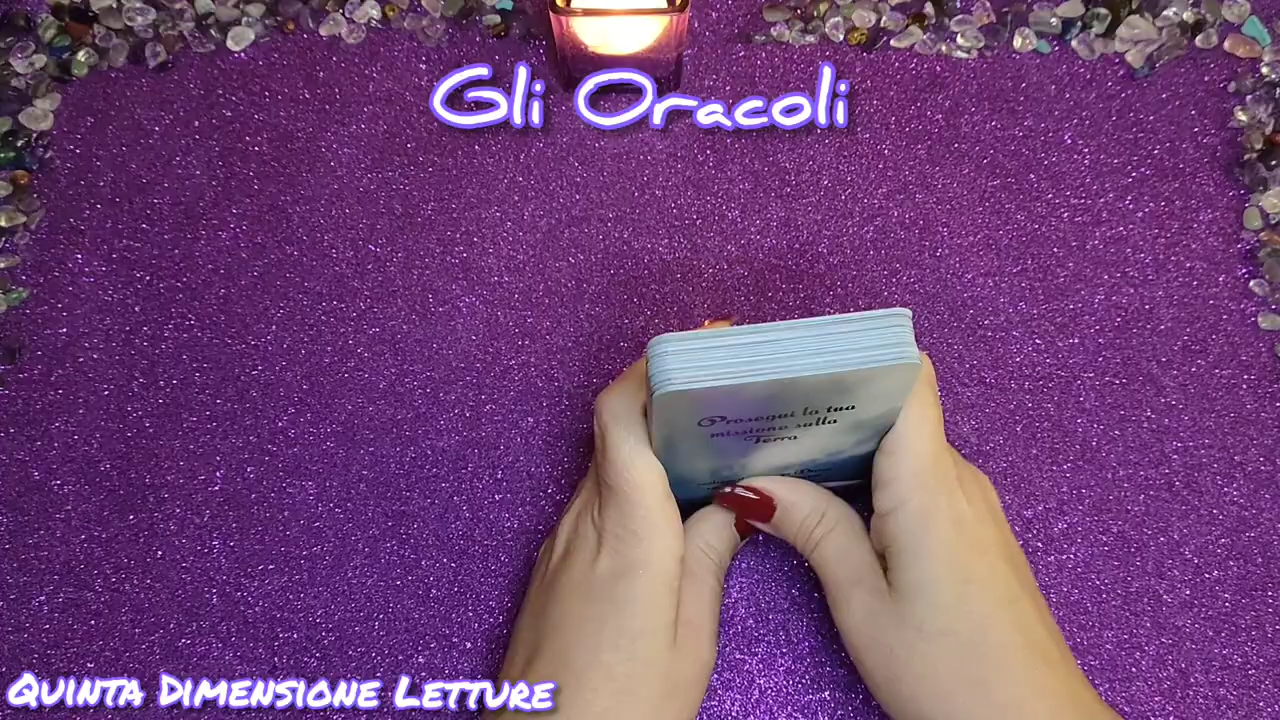 Gli Oracoli
Prosegui la tua
missione sulla
Terra
Quinta Dimensione Letture